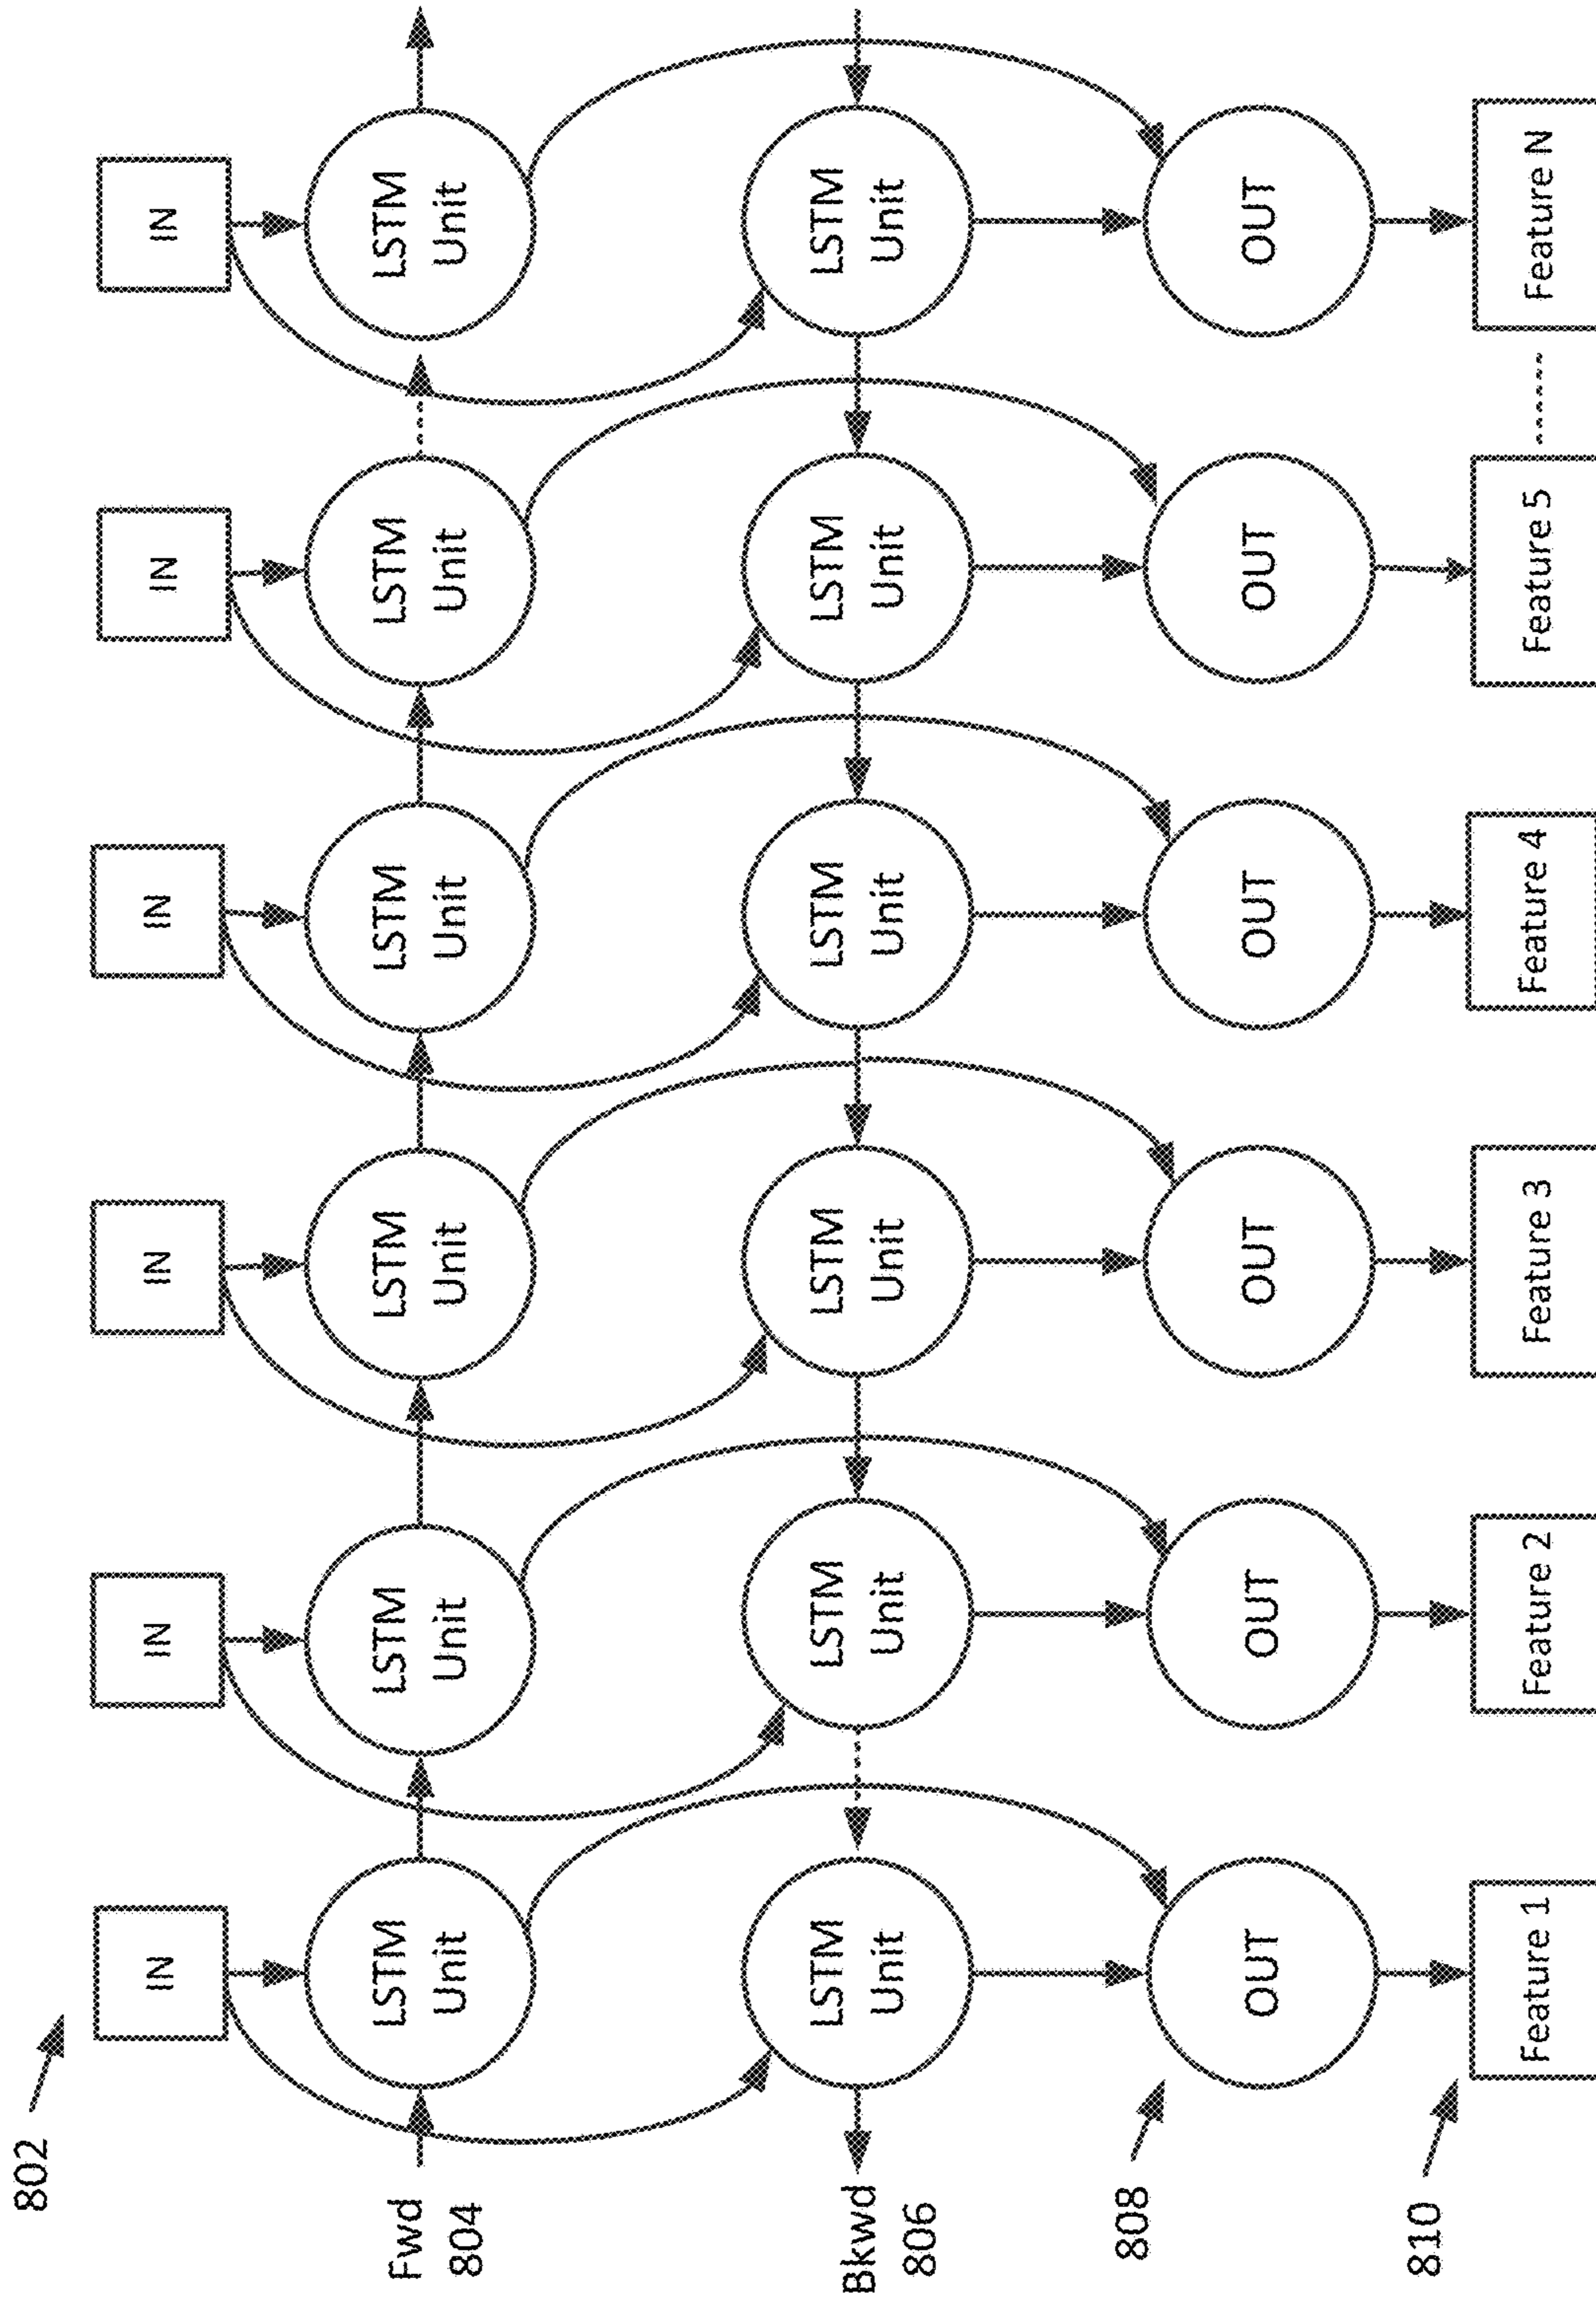 802
IN
IN
IN
IN
IN
IN
Fwd
804
LSTM
Unit
LSTM
Unit
LSTM
Unit
LSTM
Unit
LSTM
Unit
LSTM
Unit
Bkwd
806
LSTM
Unit
LSTM
Unit
LSTM
Unit
LSTM
Unit
LSTM
Unit
LSTM
Unit
808
OUT
OUT
OUT
OUT
OUT
OUT
810
Feature 1
Feature 2
Feature 3
Feature 4
Feature 5
Feature N